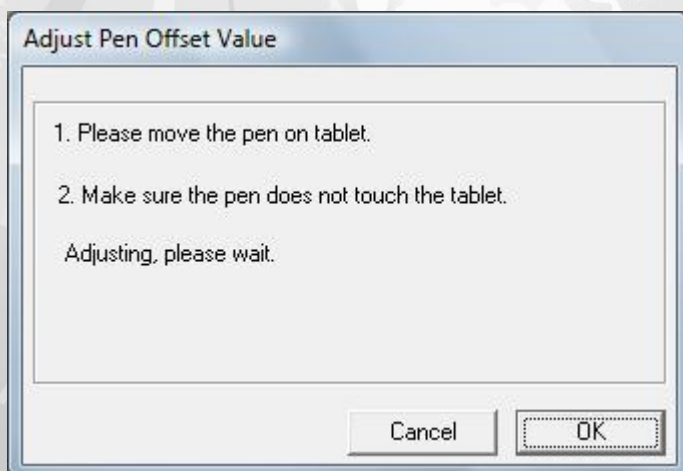 Adjust Pen Offset Value
1. Please move the pen on tablet.
2. Make sure the pen does not touch the tablet.
Adjusting, please wait.
Cancel
OK